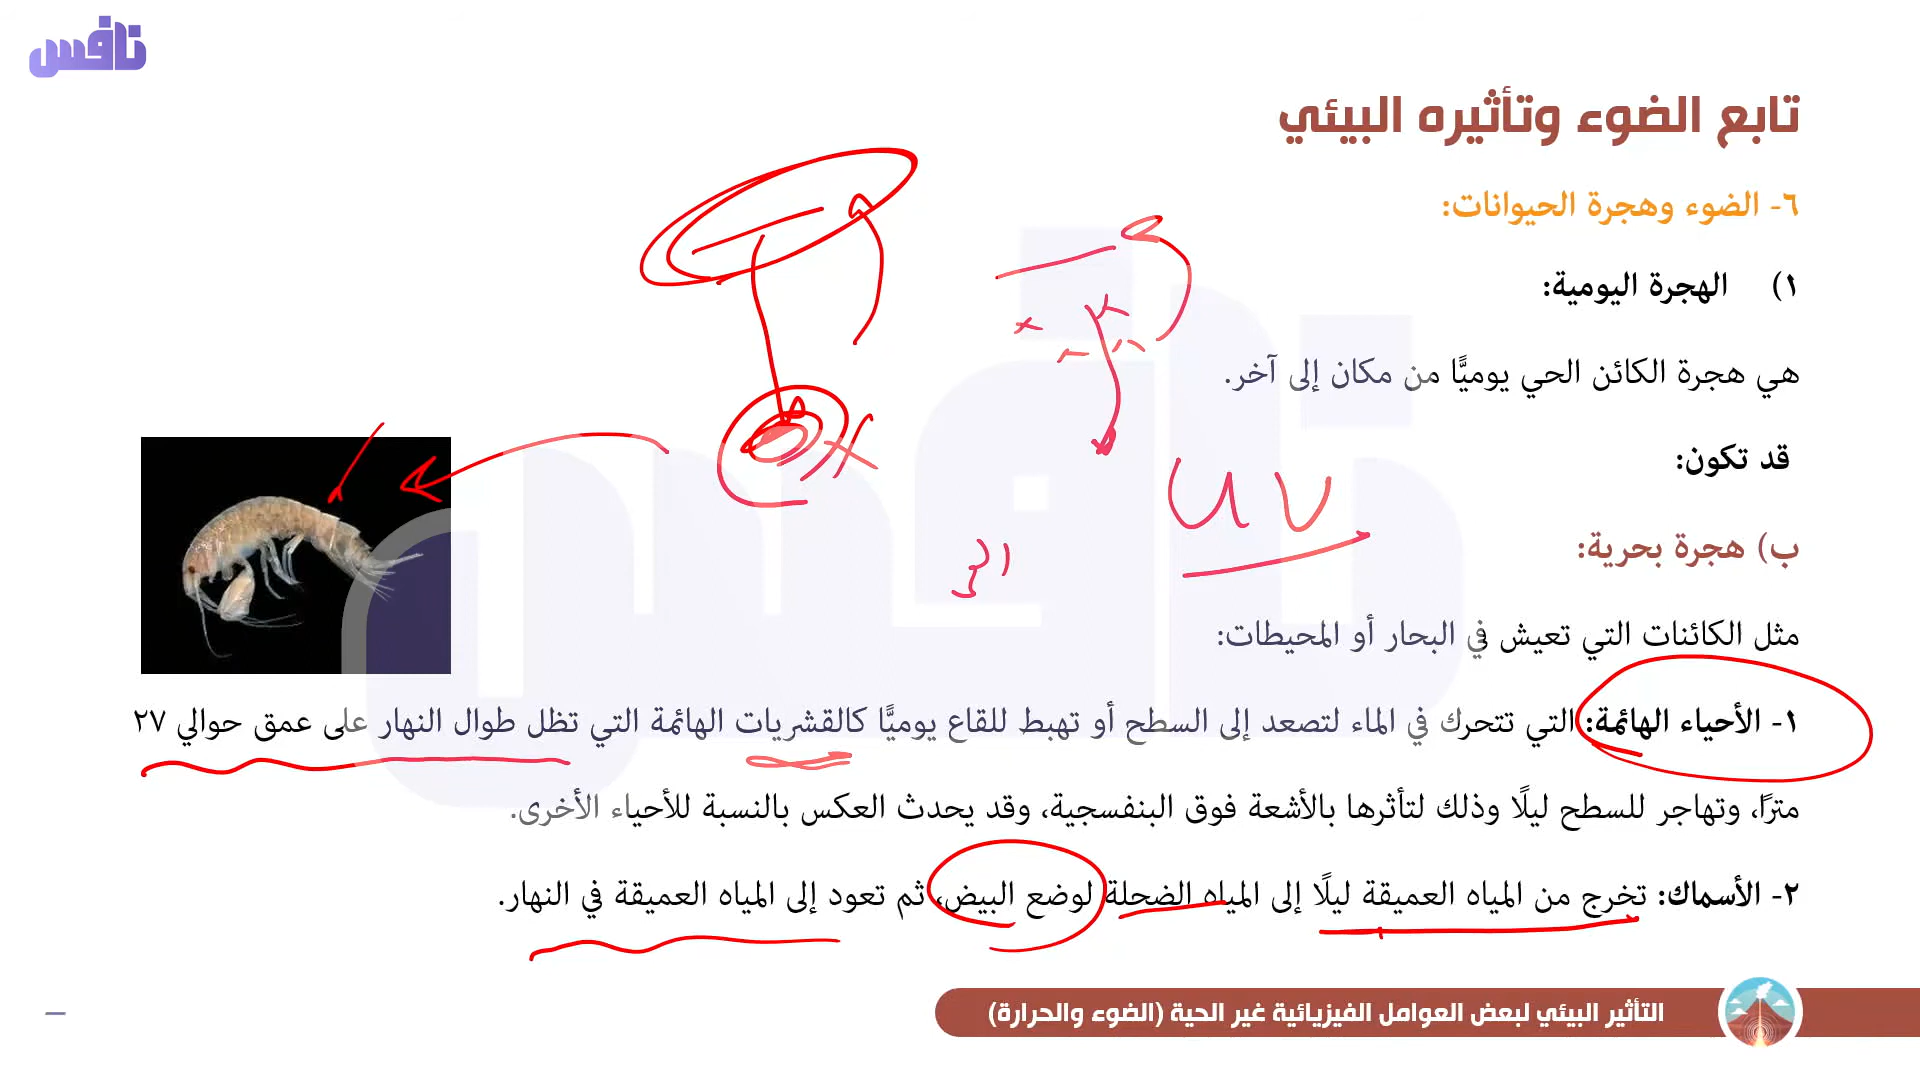 نافس
تابع الضوء وتأثيره البيئي
٦- الضوء وهجرة الحيوانات:
١) الهجرة اليومية:
هي هجرة الكائن الحي يوميًّا من مكان إلى آخر.
قد تكون:
UV
ب) هجرة بحرية:
مثل الكائنات التي تعيش في البحار أو المحيطات:
١- الأحياء الهائمة: التي تتحرك في الماء لتصعد إلى السطح أو تهبط للقاع يوميًّا كالقشريات الهائمة التي تظل طوال النهار على عمق حوالي ٢٧
مترًا، وتهاجر للسطح ليلًا وذلك لتأثرها بالأشعة فوق البنفسجية، وقد يحدث العكس بالنسبة للأحياء الأخرى.
٢- الأسماك: تخرج من المياه العميقة ليلًا إلى المياه الضحلة لوضع البيض، ثم تعود إلى المياه العميقة في النهار.
التأثير البيئي لبعض العوامل الفيزيائية غير الحية (الضوء والحرارة)